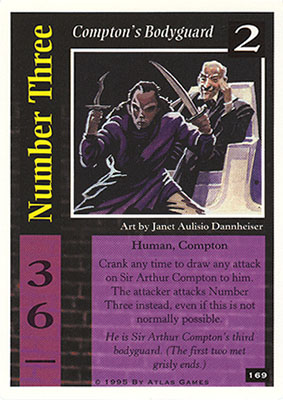 Number Three
Compton's Bodyguard
2
Art by Janet Aulisio Dannheiser
3
6
Human, Compton
Crank any time to draw any attack
on Sir Arthur Compton to him.
The attacker attacks Number
Three instead, even if this is not
normally possible.
He is Sir Arthur Compton's third
bodyguard. (The first two met
grisly ends.)
© 1995 By Atlas Games
169